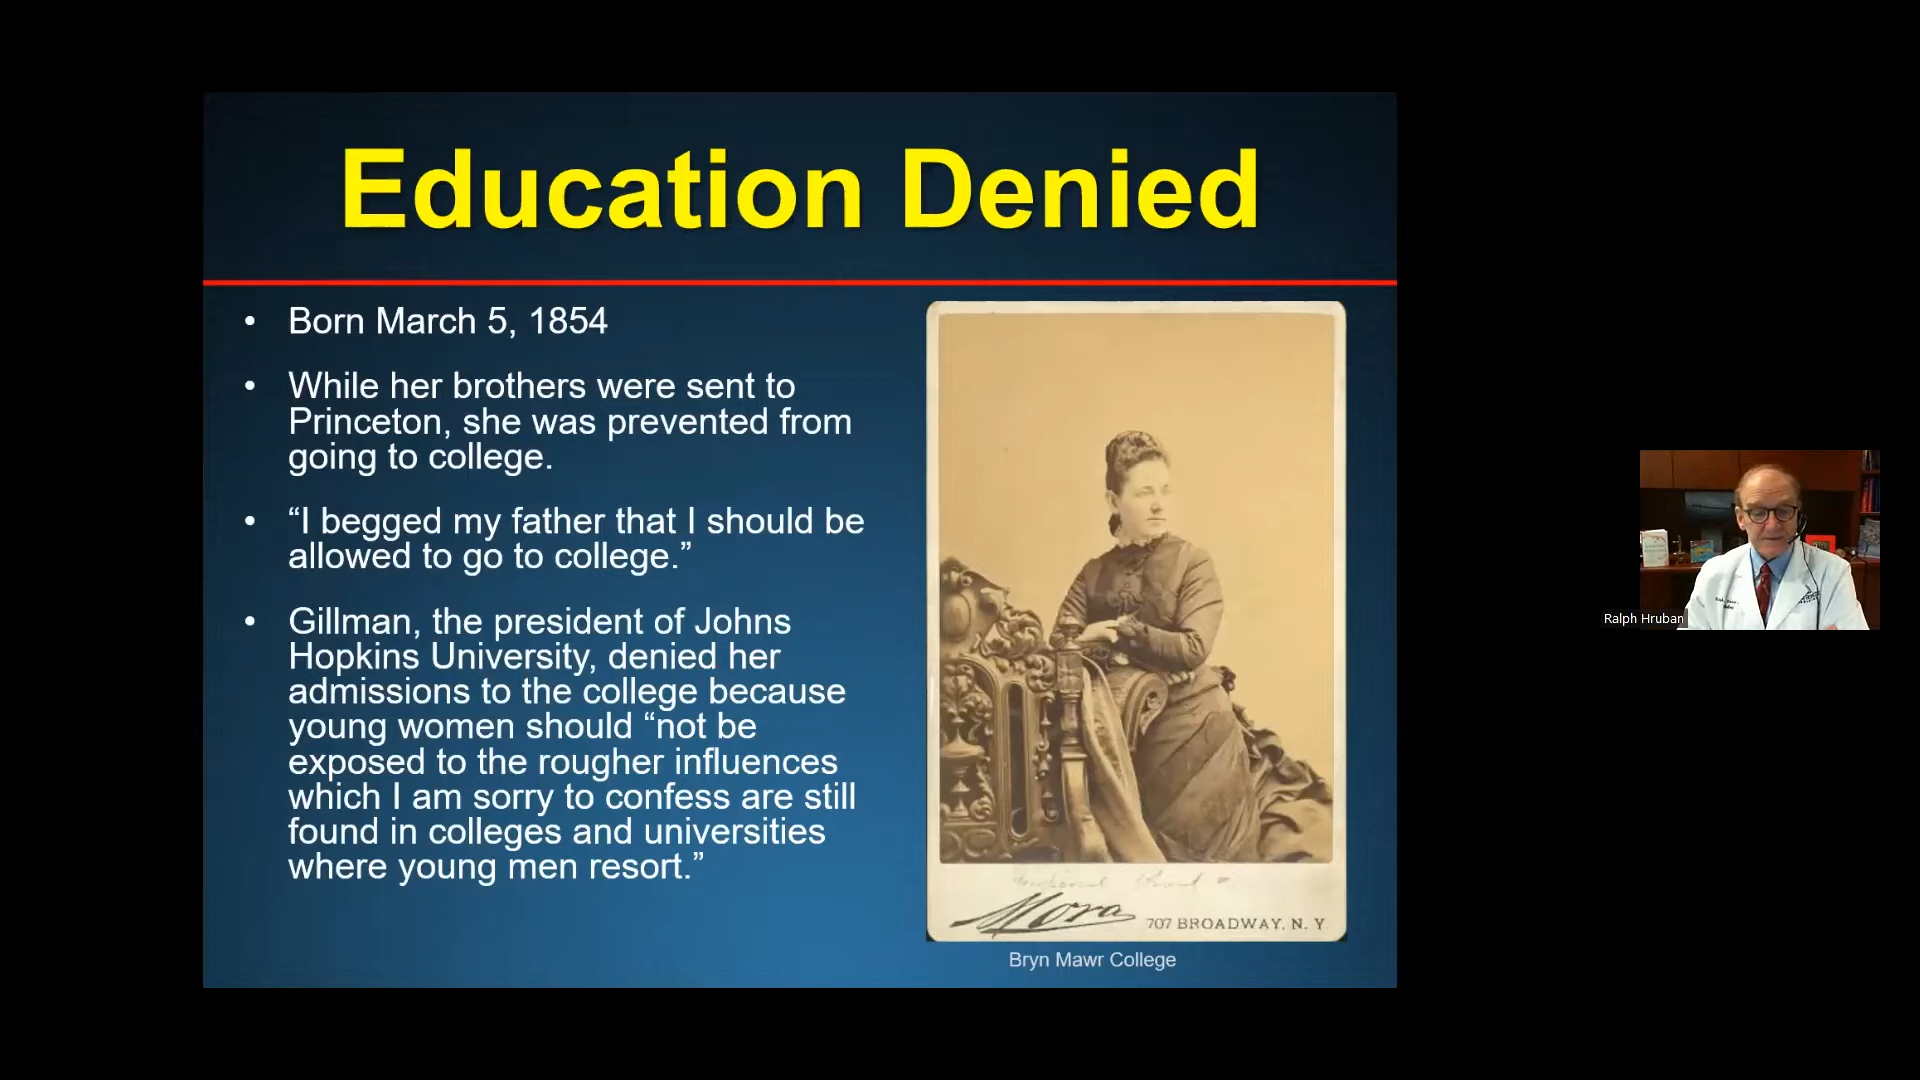 Education Denied
• Born March 5, 1854
• While her brothers were sent to
Princeton, she was prevented from
going to college.
• “I begged my father that I should be
allowed to go to college.”
• Gillman, the president of Johns
Hopkins University, denied her
admissions to the college because
young women should “not be
exposed to the rougher influences
which I am sorry to confess are still
found in colleges and universities
where young men resort.”
Mora
707 BROADWAY, N. Y
Bryn Mawr College
Ralph Hruban